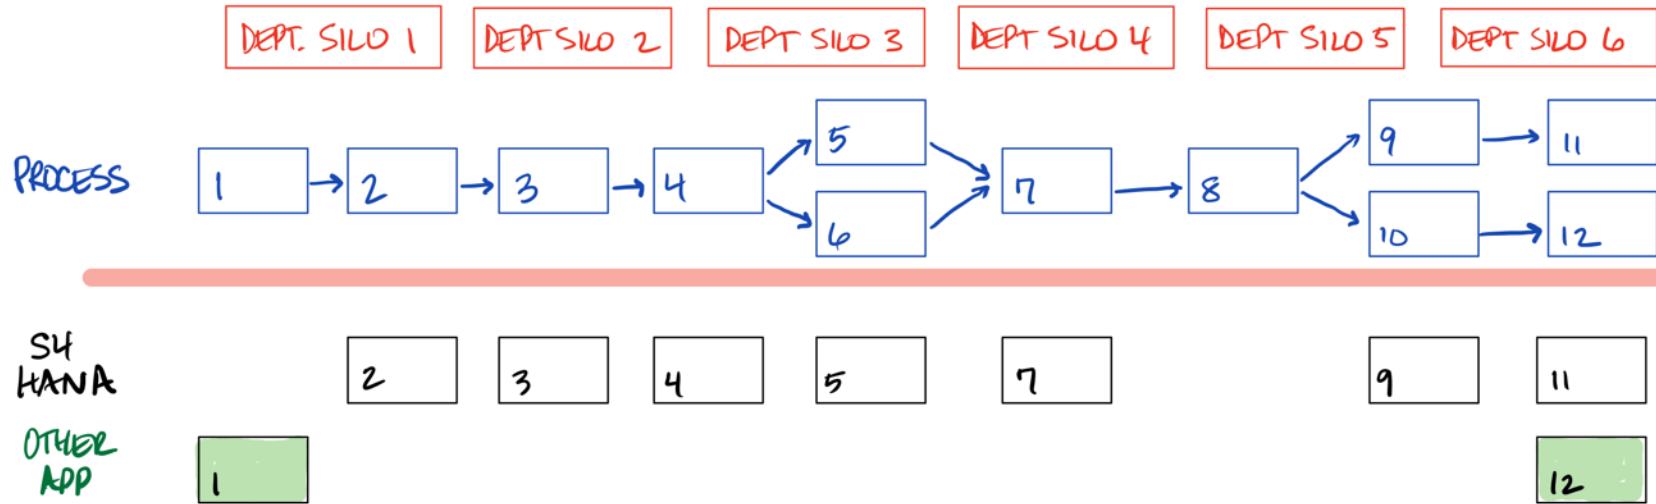 DEPT. SILO 1 DEPT SILO 2 DEPT SILO 3 DEPT SILO 4 DEPT SILO 5 DEPT SILO 6
5 9 11
PROCESS 1 2 3 4 7 8
6 10 12
S4
HANA 2 3 4 5 7 9 11
OTHER
APP 1 12